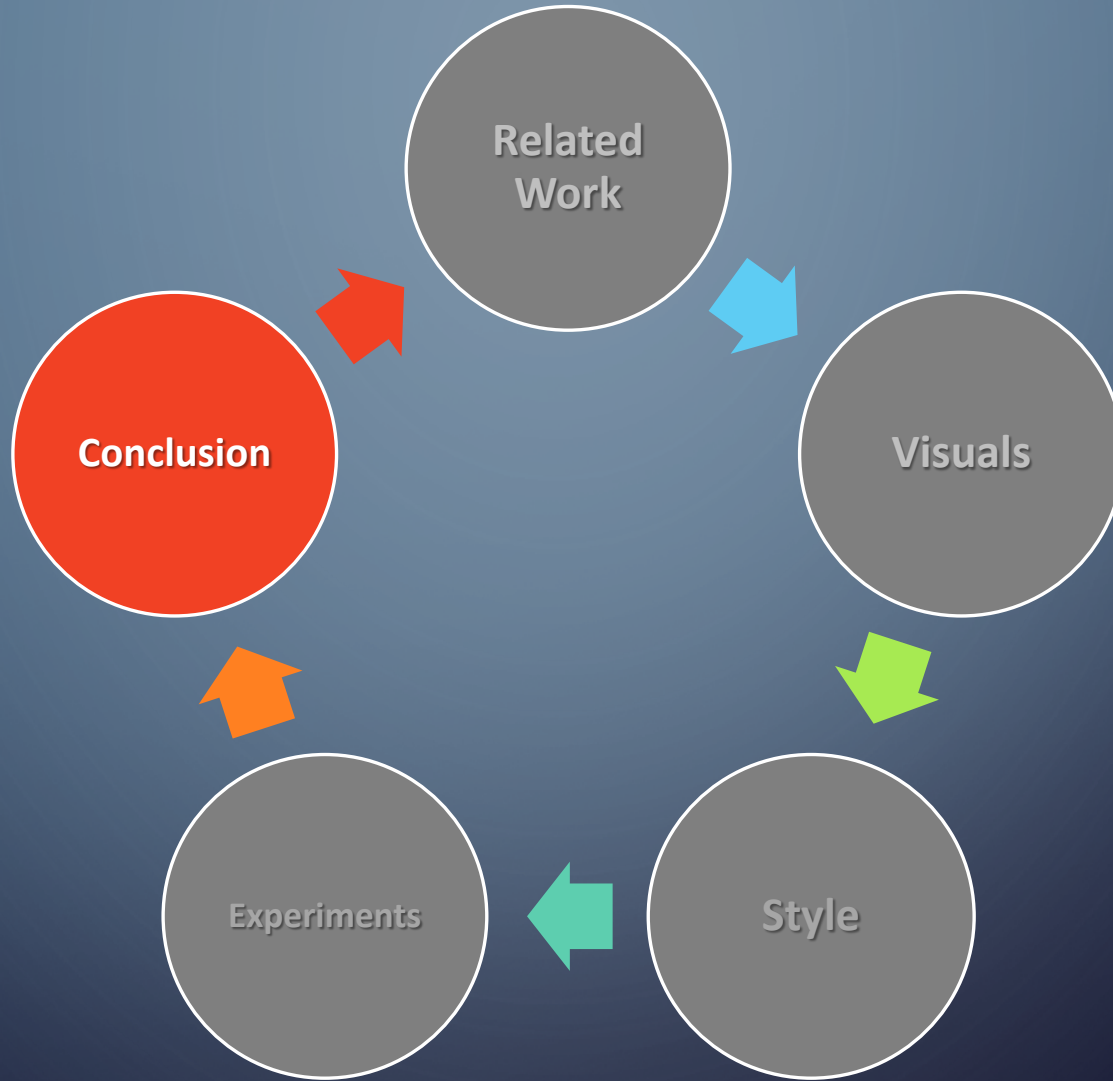 Related
Work
Visuals
Style
Experiments
Conclusion